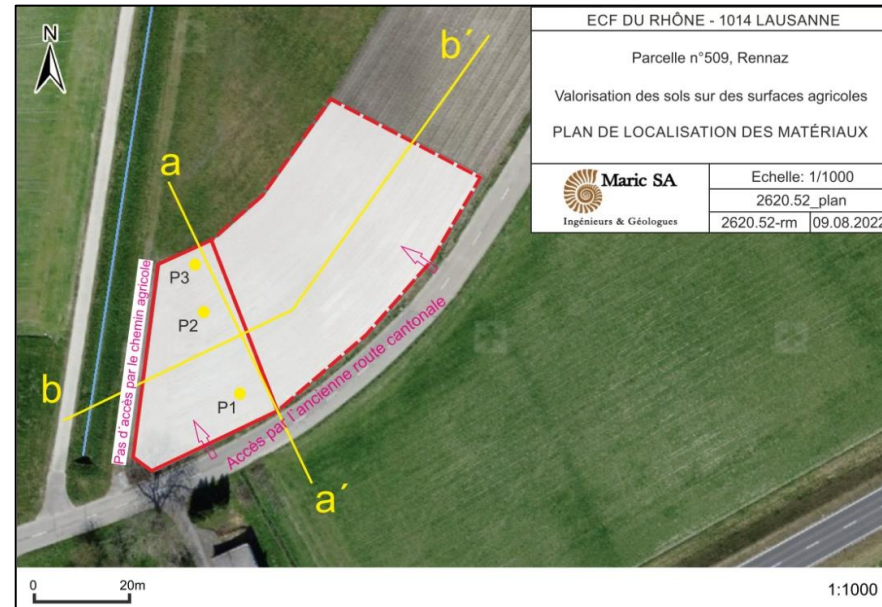 ECF DU RHÔNE - 1014 LAUSANNE
Parcelle n°509, Rennaz
Valorisation des sols sur des surfaces agricoles
PLAN DE LOCALISATION DES MATÉRIAUX
Maric SA
Ingénieurs & Géologues
Echelle: 1/1000
2620.52_plan
2620.52-rm 09.08.2022
N
b´
a
P3
P2
b
P1
a´
Pas d´accès par le chemin agricole
Accès par l´ancienne route cantonale
0 20m
1:1000